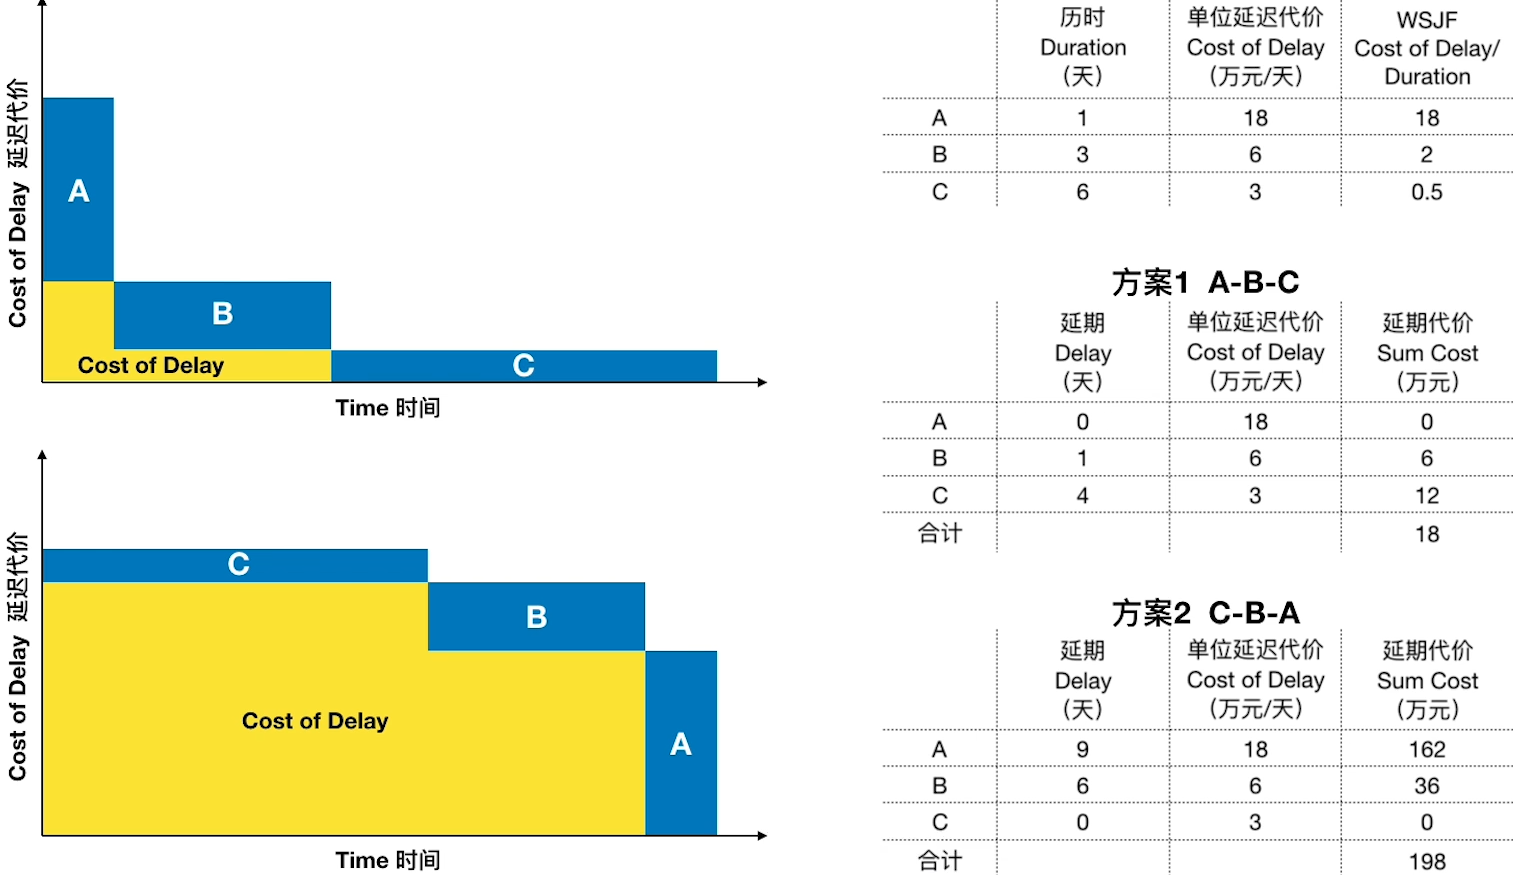 Cost of Delay 延迟代价
A
B
Cost of Delay
C
Time 时间
Cost of Delay 延迟代价
C
B
Cost of Delay
A
Time 时间
历时 单位延迟代价 WSJF
Duration Cost of Delay Cost of Delay/
（天） （万元/天） Duration
A 1 18 18
B 3 6 2
C 6 3 0.5
方案1 A-B-C
延期 单位延迟代价 延期代价
Delay Cost of Delay Sum Cost
（天） （万元/天） （万元）
A 0 18 0
B 1 6 6
C 4 3 12
合计 18
方案2 C-B-A
延期 单位延迟代价 延期代价
Delay Cost of Delay Sum Cost
（天） （万元/天） （万元）
A 9 18 162
B 6 6 36
C 0 3 0
合计 198